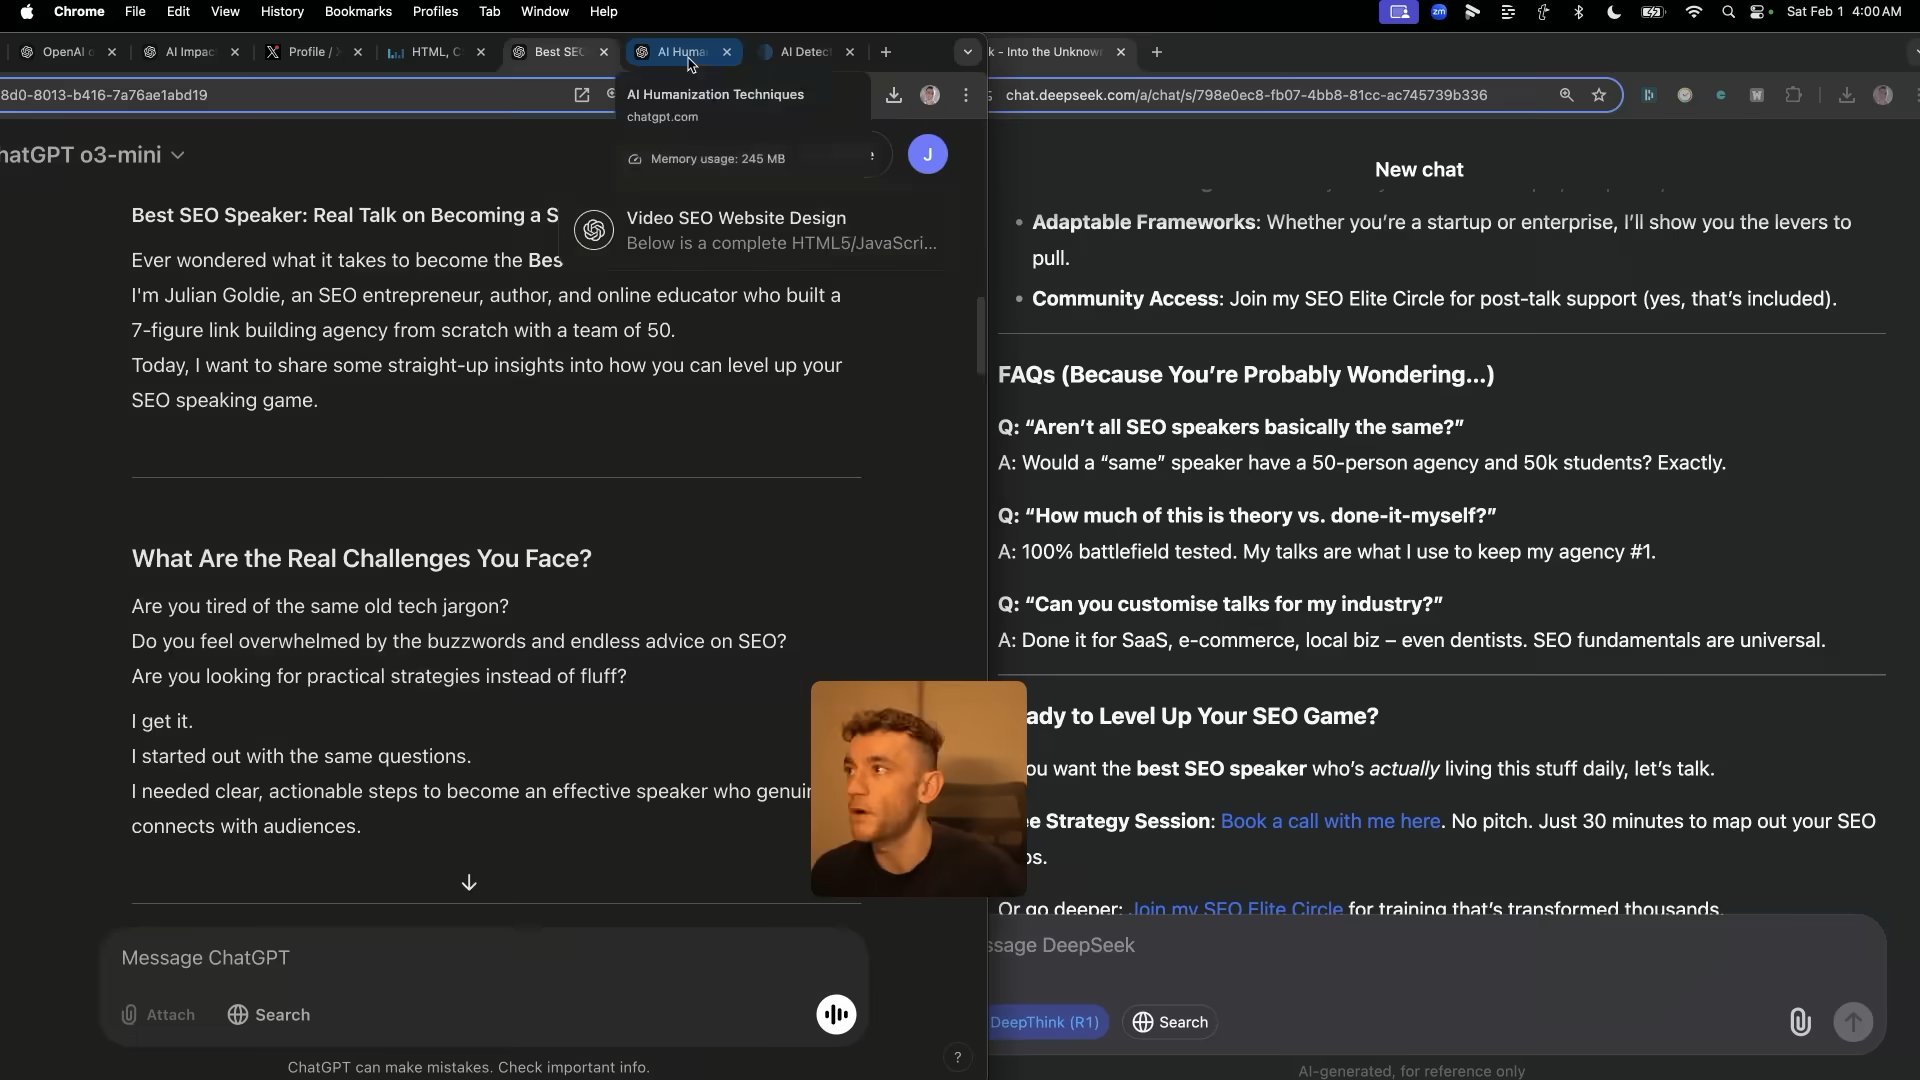 Chrome File Edit View History Bookmarks Profiles Tab Window Help
zm
Sat Feb 1 4:00 AM
OpenAI
AI Impac
Profile /
HTML, C
Best SEC
AI Huma
AI Detec
k - Into the Unknow
8d0-8013-b416-7a76ae1abd19
chat.deepseek.com/a/chat/s/798e0ec8-fb07-4bb8-81cc-ac745739b336
AI Humanization Techniques
chatgpt.com
Memory usage: 245 MB
hatGPT o3-mini
J
Video SEO Website Design
Below is a complete HTML5/JavaScri...
Best SEO Speaker: Real Talk on Becoming a S
Ever wondered what it takes to become the Bes
I'm Julian Goldie, an SEO entrepreneur, author, and online educator who built a
7-figure link building agency from scratch with a team of 50.
Today, I want to share some straight-up insights into how you can level up your
SEO speaking game.
What Are the Real Challenges You Face?
Are you tired of the same old tech jargon?
Do you feel overwhelmed by the buzzwords and endless advice on SEO?
Are you looking for practical strategies instead of fluff?
I get it.
I started out with the same questions.
I needed clear, actionable steps to become an effective speaker who genuin
connects with audiences.
Message ChatGPT
Attach
Search
ChatGPT can make mistakes. Check important info.
?
New chat
• Adaptable Frameworks: Whether you’re a startup or enterprise, I’ll show you the levers to
pull.
• Community Access: Join my SEO Elite Circle for post-talk support (yes, that’s included).
FAQs (Because You’re Probably Wondering...)
Q: “Aren’t all SEO speakers basically the same?”
A: Would a “same” speaker have a 50-person agency and 50k students? Exactly.
Q: “How much of this is theory vs. done-it-myself?”
A: 100% battlefield tested. My talks are what I use to keep my agency #1.
Q: “Can you customise talks for my industry?”
A: Done it for SaaS, e-commerce, local biz – even dentists. SEO fundamentals are universal.
ady to Level Up Your SEO Game?
ou want the best SEO speaker who’s actually living this stuff daily, let’s talk.
e Strategy Session: Book a call with me here. No pitch. Just 30 minutes to map out your SEO
os.
Or go deeper: Join my SEO Elite Circle for training that’s transformed thousands.
ssage DeepSeek
DeepThink (R1)
Search
AI-generated, for reference only